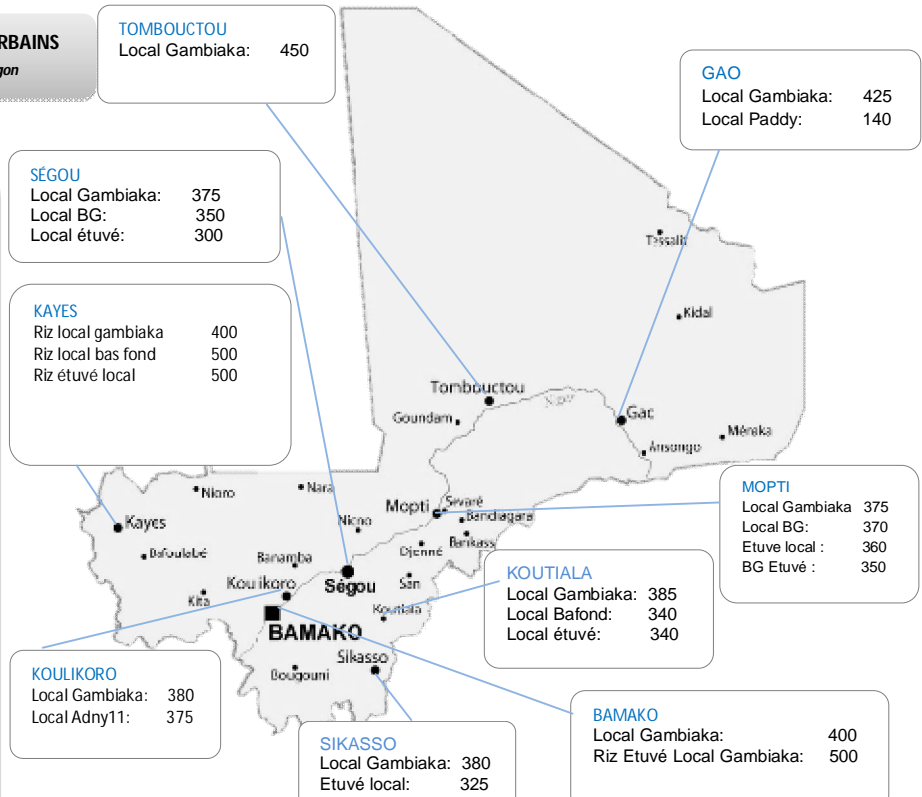 RBAINS
gon
TOMBOUCTOU
Local Gambiaka: 450
GAO
Local Gambiaka: 425
Local Paddy: 140
SÉGOU
Local Gambiaka: 375
Local BG: 350
Local étuvé: 300
KAYES
Riz local gambiaka 400
Riz local bas fond 500
Riz étuvé local 500
Kidal
Tombouctou
Goundam
Gac
Ansongo
Méraka
Nioro
Nara
Mopti
Sevaré
Bandiagara
Kayes
Bafoulabé
Banamba
Djenné
Koulikoro
Ségou
San
Kita
Koutiala
BAMAKO
Sikasso
Bougouni
MOPTI
Local Gambiaka 375
Local BG: 370
Etuve local : 360
BG Etuvé : 350
KOUTIALA
Local Gambiaka: 385
Local Bafond: 340
Local étuvé: 340
KOULIKORO
Local Gambiaka: 380
Local Adny11: 375
SIKASSO
Local Gambiaka: 380
Etuvé local: 325
BAMAKO
Local Gambiaka: 400
Riz Etuvé Local Gambiaka: 500